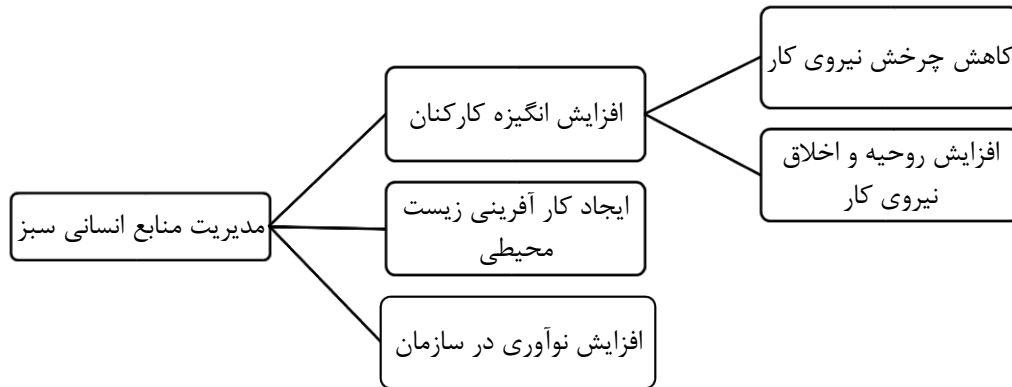 مدیریت منابع انسانی سبز
افزایش انگیزه کارکنان
کاهش چرخش نیروی کار
افزایش روحیه و اخلاق
نیروی کار
ایجاد کار آفرینی زیست
محیطی
افزایش نوآوری در سازمان